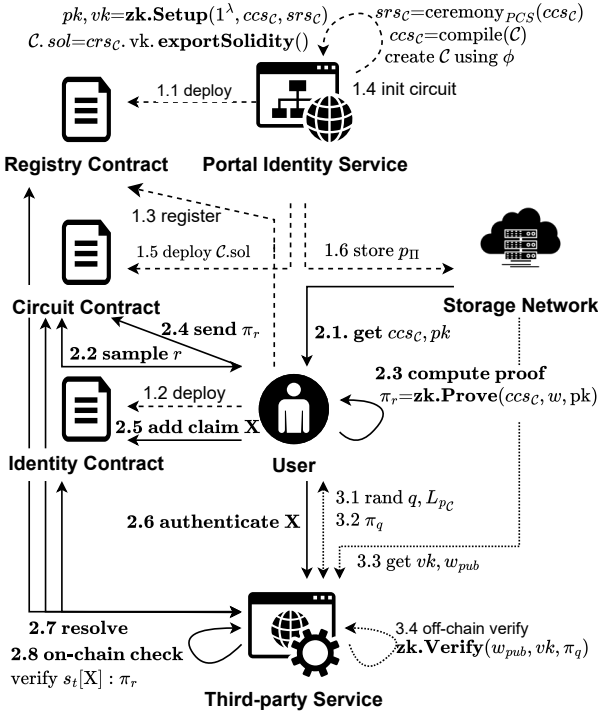 pk, vk=zk.Setup(1^λ, ccs_𝒞, srs_𝒞)
srs_𝒞=ceremony_PCS(ccs_𝒞)
𝒞.sol=crs_𝒞.vk.exportSolidity()
ccs_𝒞=compile(𝒞)
create 𝒞 using ϕ
1.1 deploy
1.4 init circuit
Registry Contract
Portal Identity Service
1.3 register
1.5 deploy 𝒞.sol
1.6 store p_Π
Circuit Contract
Storage Network
2.4 send π_r
2.1. get ccs_𝒞, pk
2.2 sample r
2.3 compute proof
1.2 deploy
π_r=zk.Prove(ccs_𝒞, w, pk)
2.5 add claim X
Identity Contract
User
3.1 rand q, L_p_𝒞
2.6 authenticate X
3.2 π_q
3.3 get vk, w_pub
2.7 resolve
3.4 off-chain verify
2.8 on-chain check
zk.Verify(w_pub, vk, π_q)
verify s_t[X] : π_r
Third-party Service